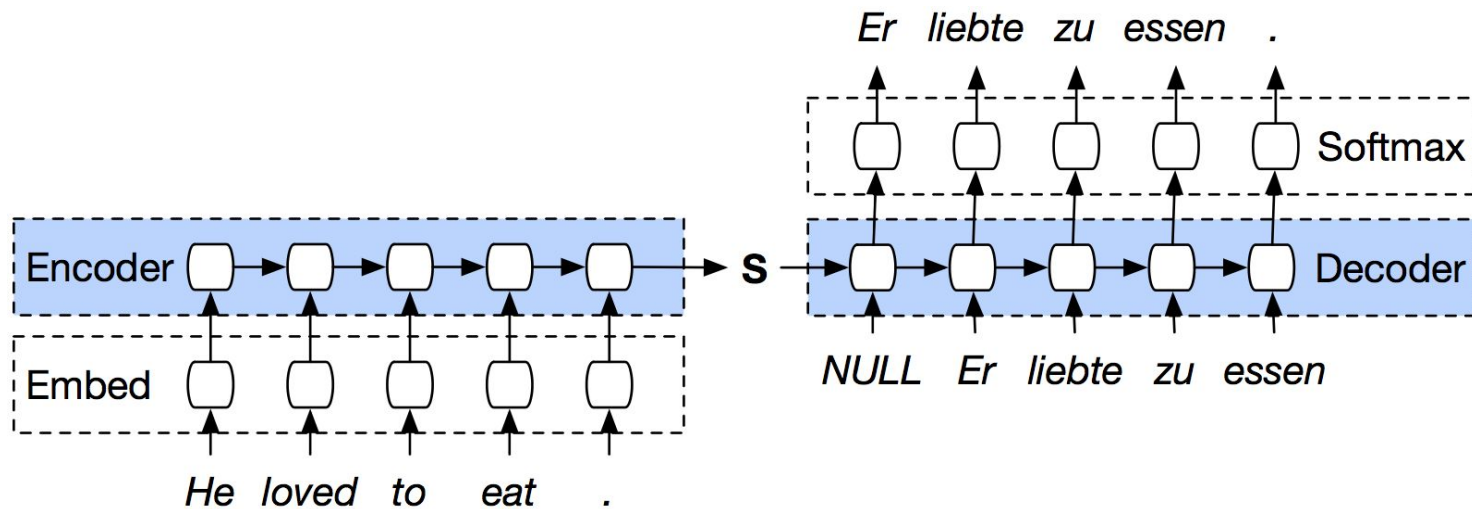 Er liebte zu essen .
Softmax
Encoder
S
Decoder
Embed
NULL Er liebte zu essen
He loved to eat .